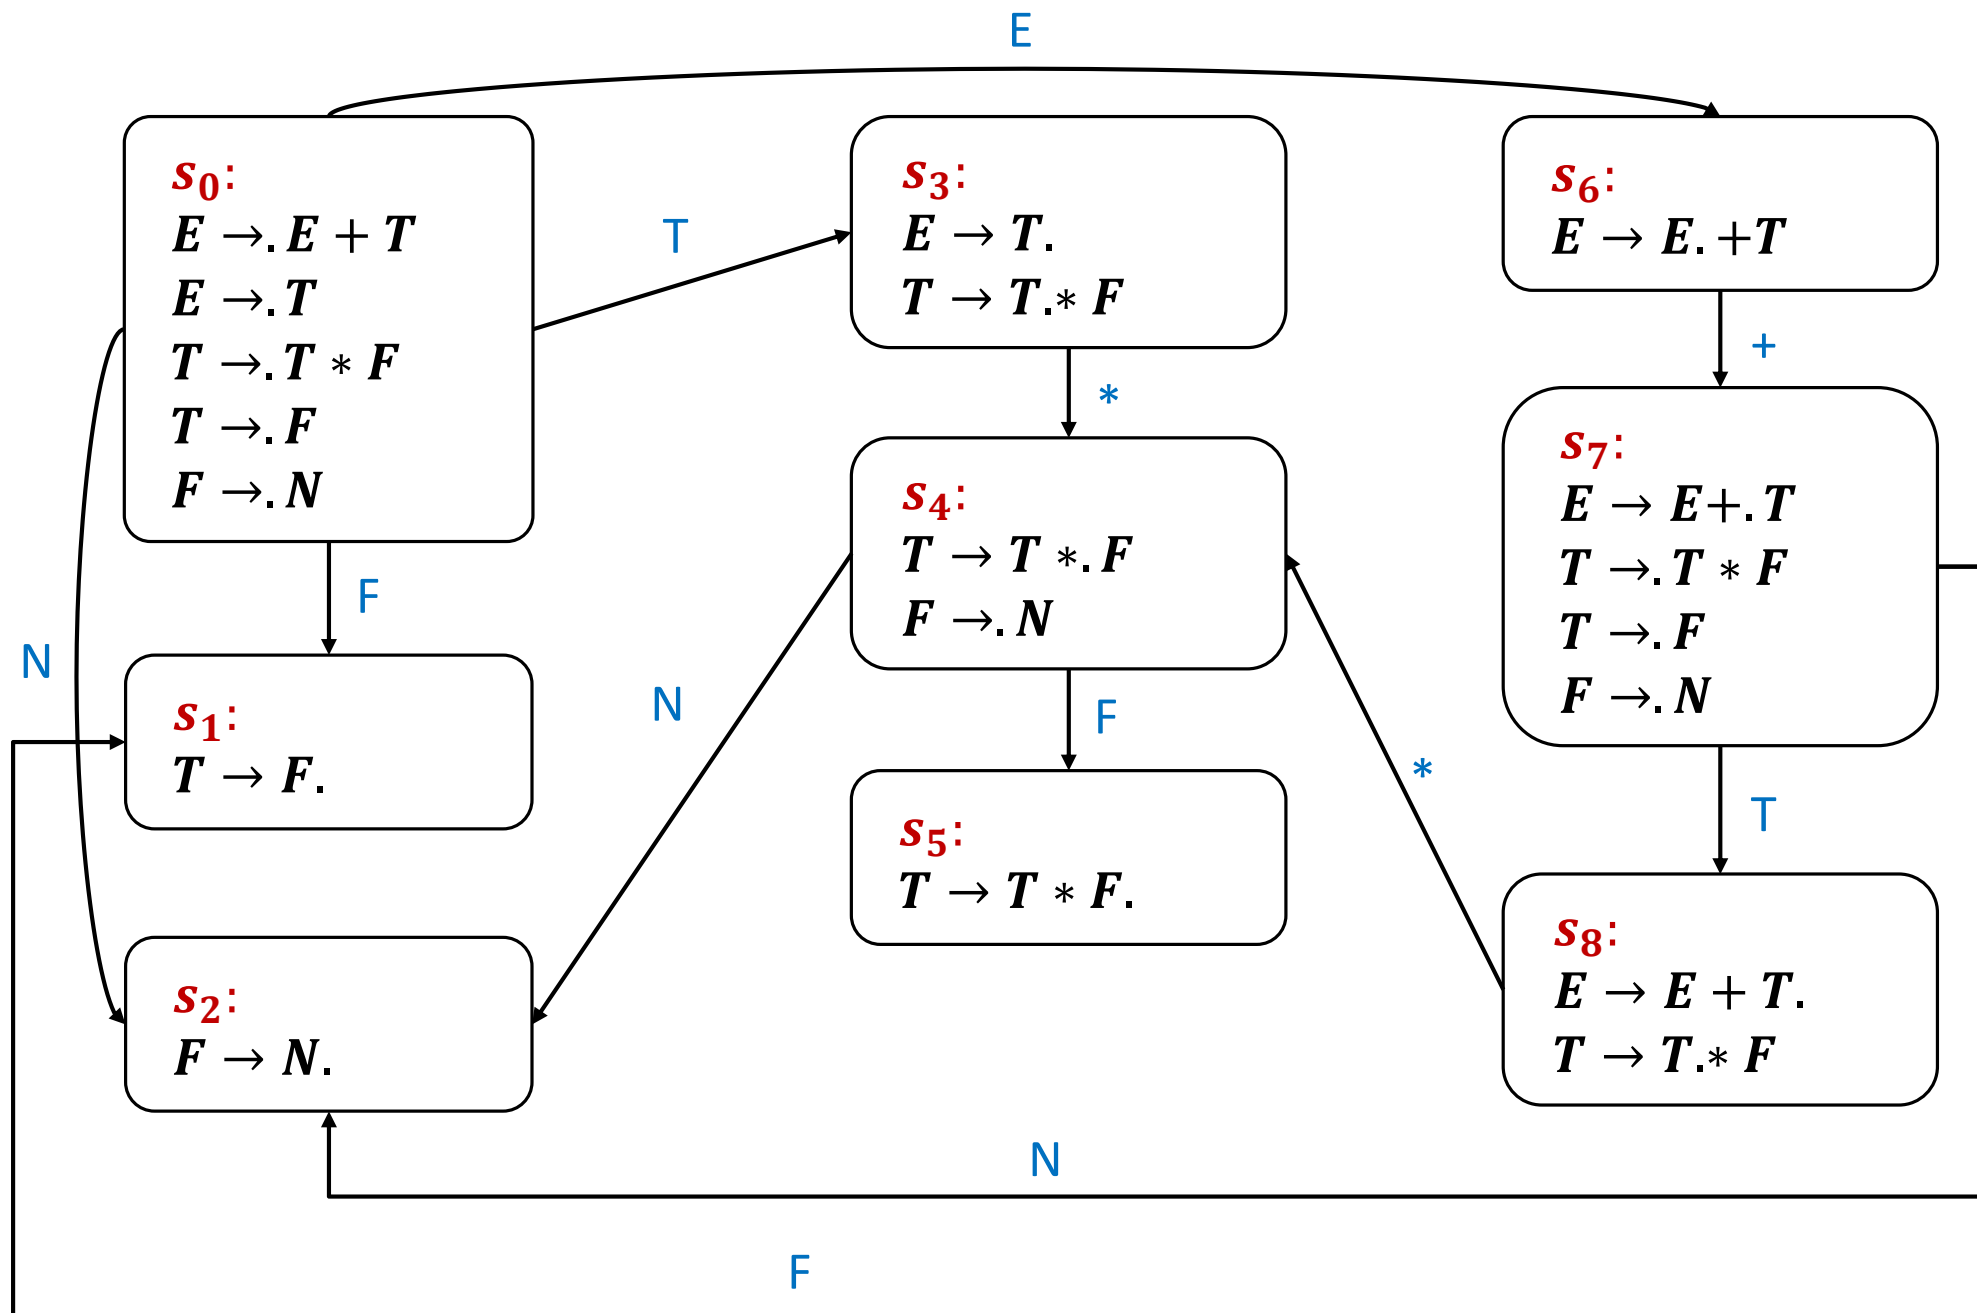 E
s₀:
E →. E + T
E →. T
T →. T ∗ F
T →. F
F →. N
T
s₃:
E → T.
T → T.∗ F
s₆:
E → E. +T
+
∗
s₄:
T → T ∗. F
F →. N
s₇:
E → E+. T
T →. T ∗ F
T →. F
F →. N
F
N
s₁:
T → F.
N
F
∗
T
s₅:
T → T ∗ F.
s₂:
F → N.
s₈:
E → E + T.
T → T.∗ F
N
F